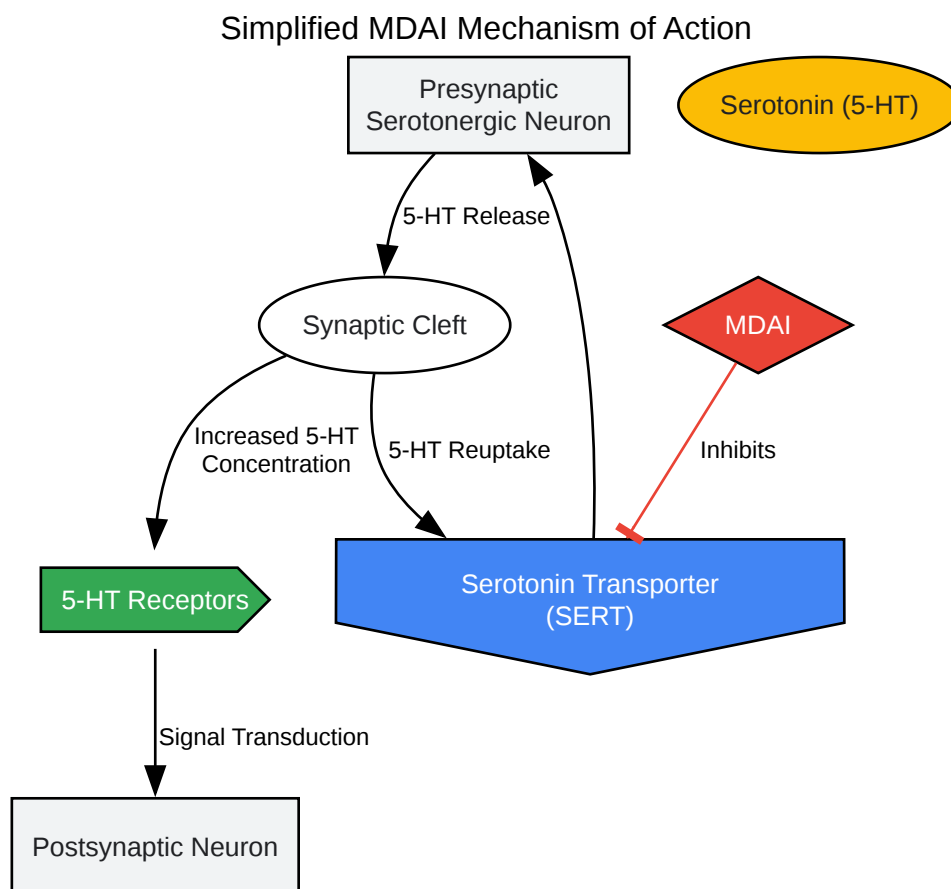 Simplified MDAI Mechanism of Action
Presynaptic
Serotonergic Neuron
Serotonin (5-HT)
5-HT Release
Synaptic Cleft
MDAI
Increased 5-HT
Concentration
5-HT Reuptake
Inhibits
5-HT Receptors
Serotonin Transporter
(SERT)
Signal Transduction
Postsynaptic Neuron